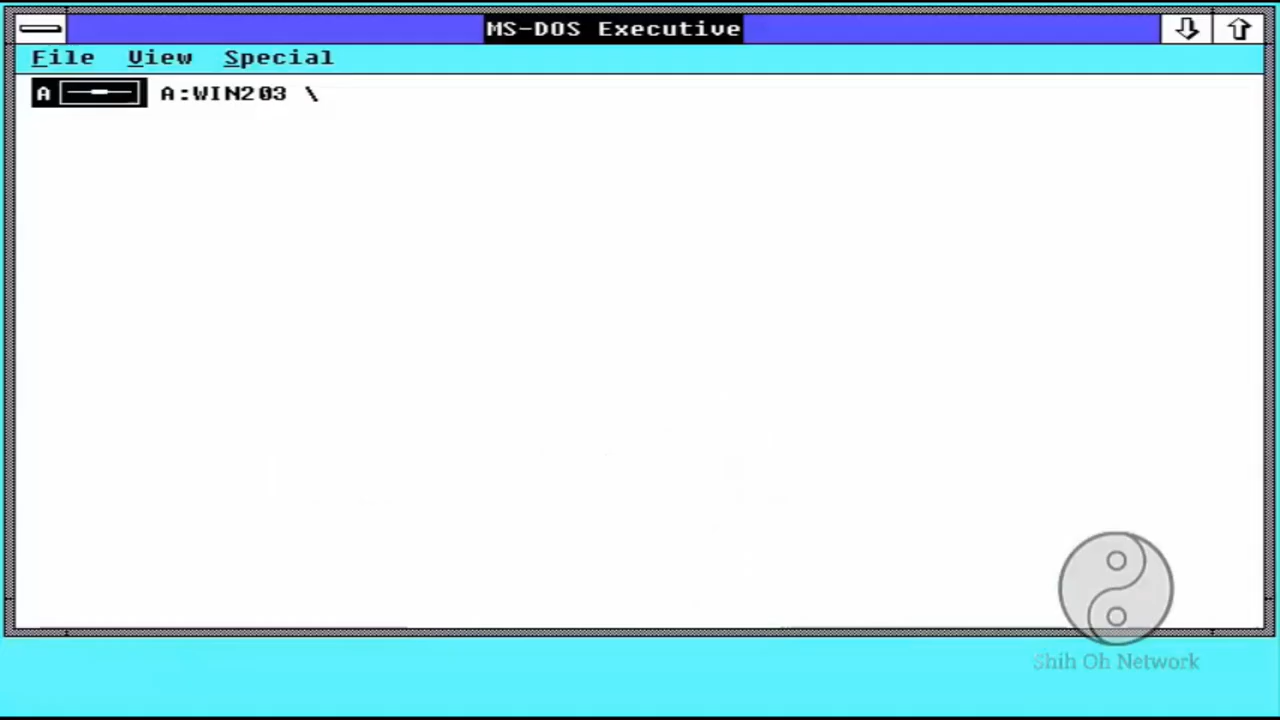 MS-DOS Executive
File View Special
A A:WIN203 \
Shih Oh Network